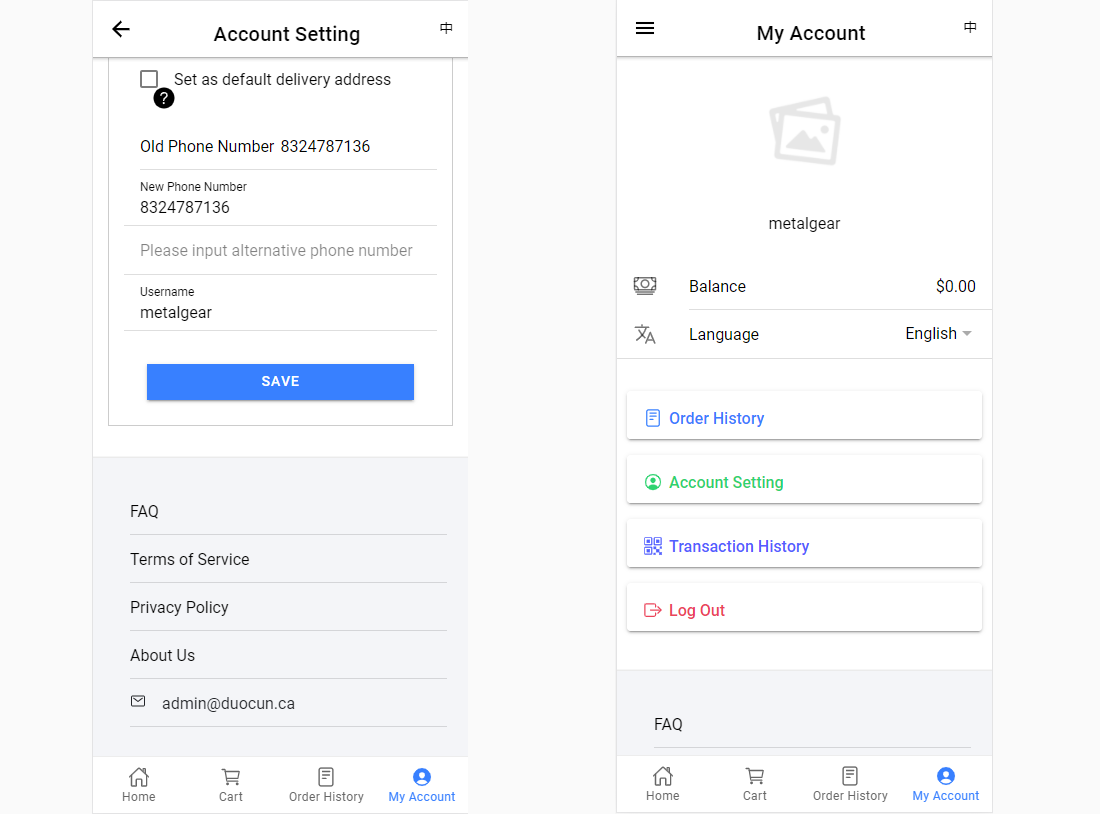 Account Setting
中
Set as default delivery address
?
Old Phone Number 8324787136
New Phone Number
8324787136
Please input alternative phone number
Username
metalgear
SAVE
FAQ
Terms of Service
Privacy Policy
About Us
admin@duocun.ca
Home
Cart
Order History
My Account
My Account
中
metalgear
Balance $0.00
Language English
Order History
Account Setting
Transaction History
Log Out
FAQ
Home
Cart
Order History
My Account